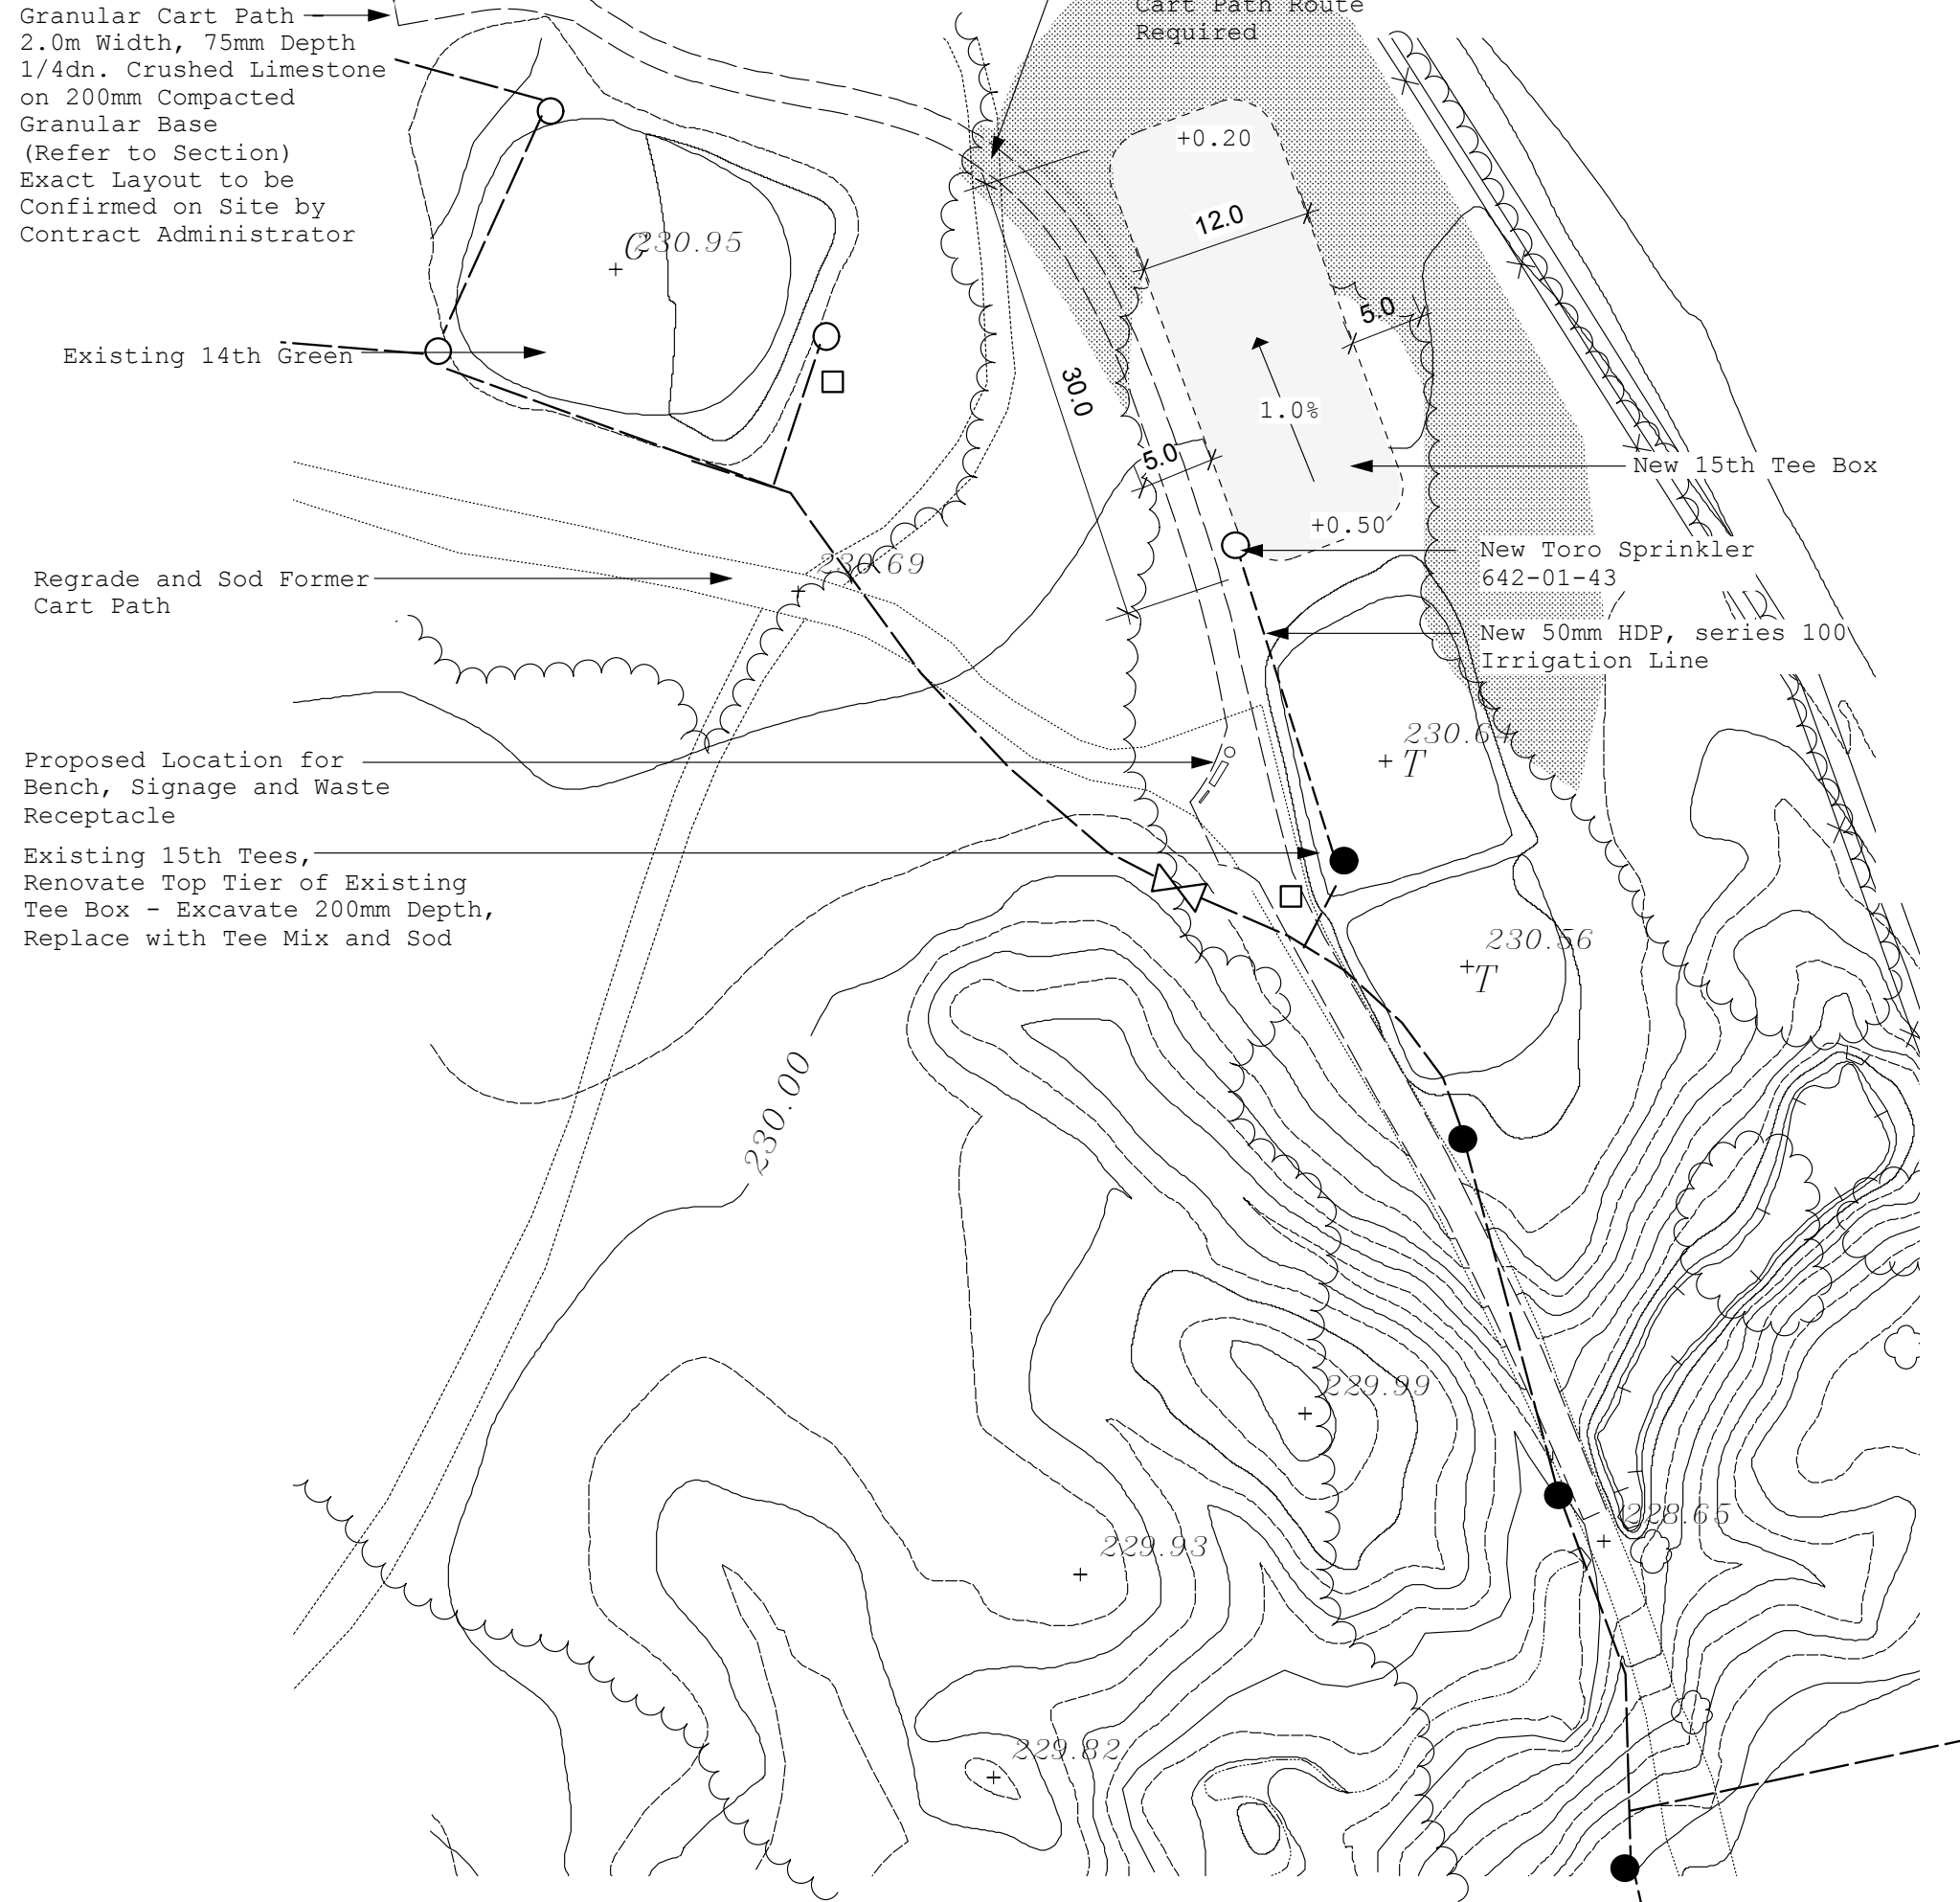 Granular Cart Path -
2.0m Width, 75mm Depth
1/4dn. Crushed Limestone
on 200mm Compacted
Granular Base
(Refer to Section)
Exact Layout to be
Confirmed on Site by
Contract Administrator
Cart Path Route
Required
+0.20
12.0
G
230.95
5.0
Existing 14th Green
30.0
1.0%
5.0
New 15th Tee Box
+0.50
New Toro Sprinkler
642-01-43
230.69
Regrade and Sod Former
Cart Path
New 50mm HDP, series 100
Irrigation Line
230.64
T
Proposed Location for
Bench, Signage and Waste
Receptacle
Existing 15th Tees,
Renovate Top Tier of Existing
Tee Box - Excavate 200mm Depth,
Replace with Tee Mix and Sod
230.56
T
230.00
229.99
228.65
229.93
229.82